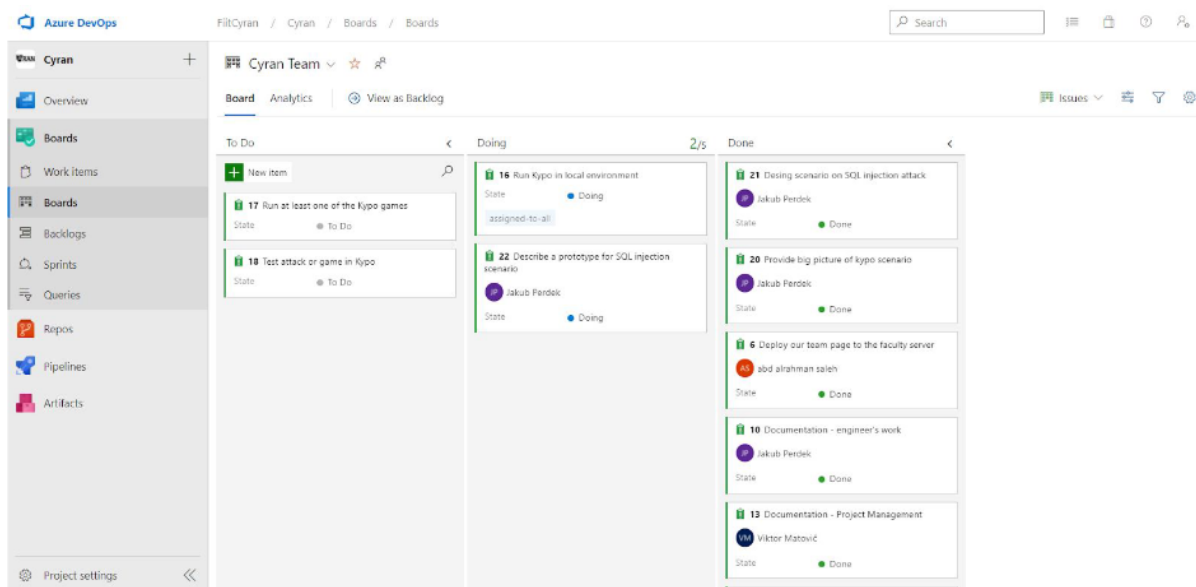 Azure DevOps
FiitCyran / Cyran / Boards / Boards
Search
Cyran
Overview
Boards
Work items
Boards
Backlogs
Sprints
Queries
Repos
Pipelines
Artifacts
Project settings
Cyran Team
Board Analytics View as Backlog
Issues
To Do
New item
17 Run at least one of the Kypo games
State To Do
18 Test attack or game in Kypo
State To Do
Doing 2/5
16 Run Kypo in local environment
State Doing
assigned-to-all
22 Describe a prototype for SQL injection
scenario
JP Jakub Perdek
State Doing
Done
21 Desing scenario on SQL injection attack
JP Jakub Perdek
State Done
20 Provide big picture of kypo scenario
JP Jakub Perdek
State Done
6 Deploy our team page to the faculty server
AS abd alrahman saleh
State Done
10 Documentation - engineer's work
JP Jakub Perdek
State Done
13 Documentation - Project Management
VM Viktor Matovič
State Done